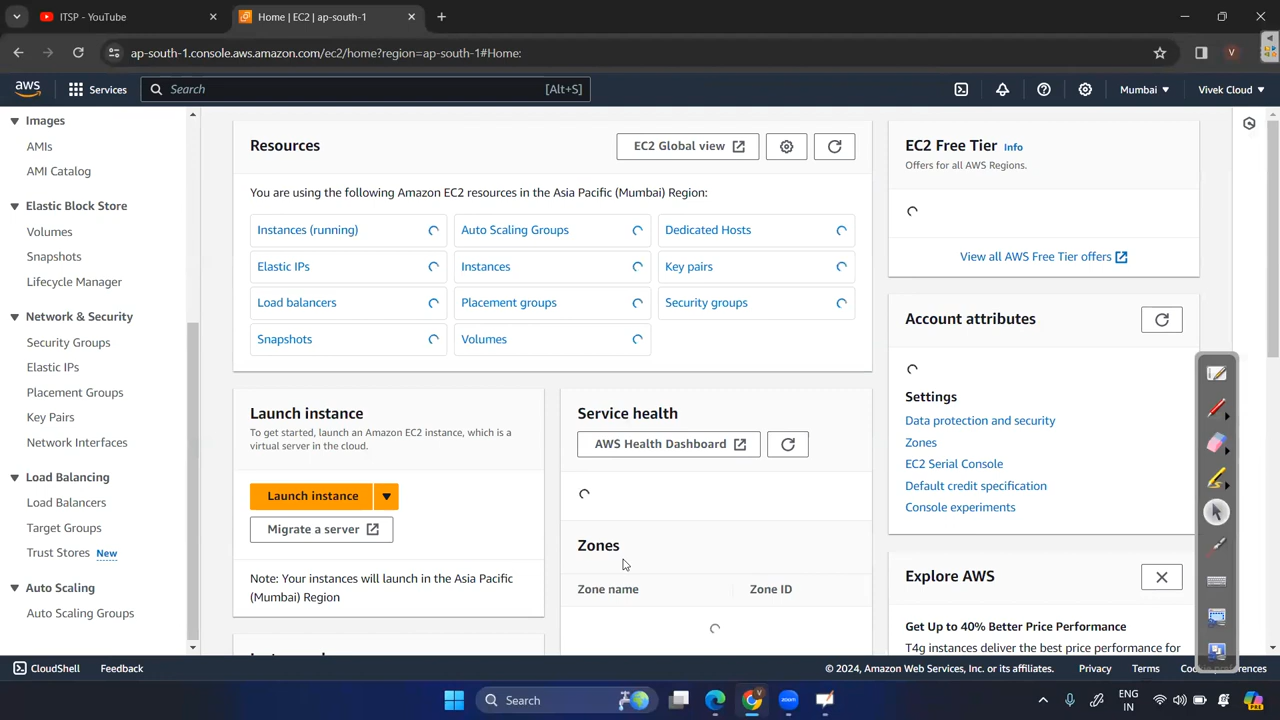 ITSP - YouTube
Home | EC2 | ap-south-1
ap-south-1.console.aws.amazon.com/ec2/home?region=ap-south-1#Home:
V
aws
Services
Search
[Alt+S]
Mumbai
Vivek Cloud
Images
AMIs
AMI Catalog
Elastic Block Store
Volumes
Snapshots
Lifecycle Manager
Network & Security
Security Groups
Elastic IPs
Placement Groups
Key Pairs
Network Interfaces
Load Balancing
Load Balancers
Target Groups
Trust Stores New
Auto Scaling
Auto Scaling Groups
Resources
EC2 Global view
You are using the following Amazon EC2 resources in the Asia Pacific (Mumbai) Region:
Instances (running)
Auto Scaling Groups
Dedicated Hosts
Elastic IPs
Instances
Key pairs
Load balancers
Placement groups
Security groups
Snapshots
Volumes
Launch instance
To get started, launch an Amazon EC2 instance, which is a
virtual server in the cloud.
Launch instance
Migrate a server
Note: Your instances will launch in the Asia Pacific
(Mumbai) Region
Service health
AWS Health Dashboard
Zones
Zone name
Zone ID
EC2 Free Tier Info
Offers for all AWS Regions.
View all AWS Free Tier offers
Account attributes
Settings
Data protection and security
Zones
EC2 Serial Console
Default credit specification
Console experiments
Explore AWS
Get Up to 40% Better Price Performance
T4g instances deliver the best price performance for
CloudShell
Feedback
© 2024, Amazon Web Services, Inc. or its affiliates.
Privacy
Terms
Search
zoom
ENG
IN